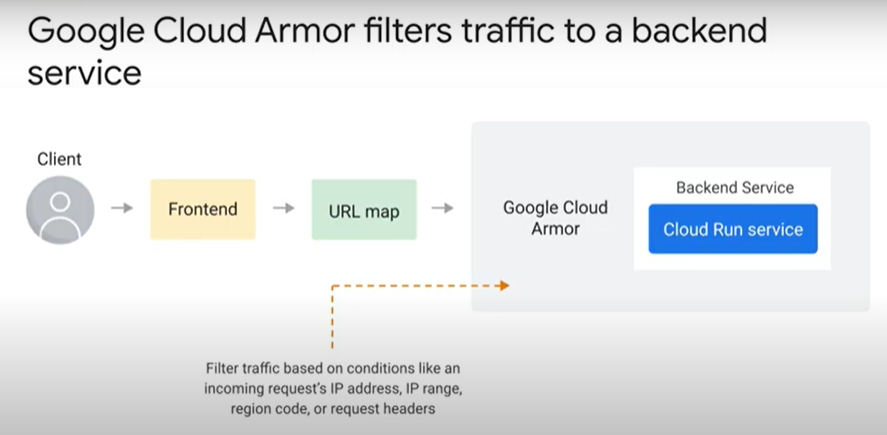 Google Cloud Armor filters traffic to a backend
service
Client
Frontend
URL map
Google Cloud
Armor
Backend Service
Cloud Run service
Filter traffic based on conditions like an
incoming request's IP address, IP range,
region code, or request headers